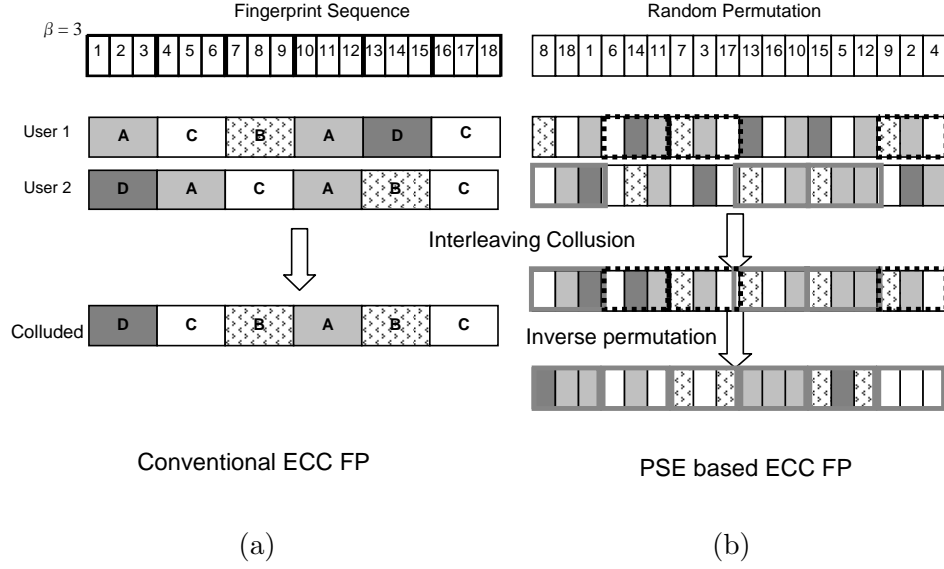 Fingerprint Sequence
β = 3
1 2 3 4 5 6 7 8 9 10 11 12 13 14 15 16 17 18
User 1
A C B A D C
User 2
D A C A B C
Colluded
D C B A B C
Conventional ECC FP
(a)
Random Permutation
8 18 1 6 14 11 7 3 17 13 16 10 15 5 12 9 2 4
Interleaving Collusion
Inverse permutation
PSE based ECC FP
(b)